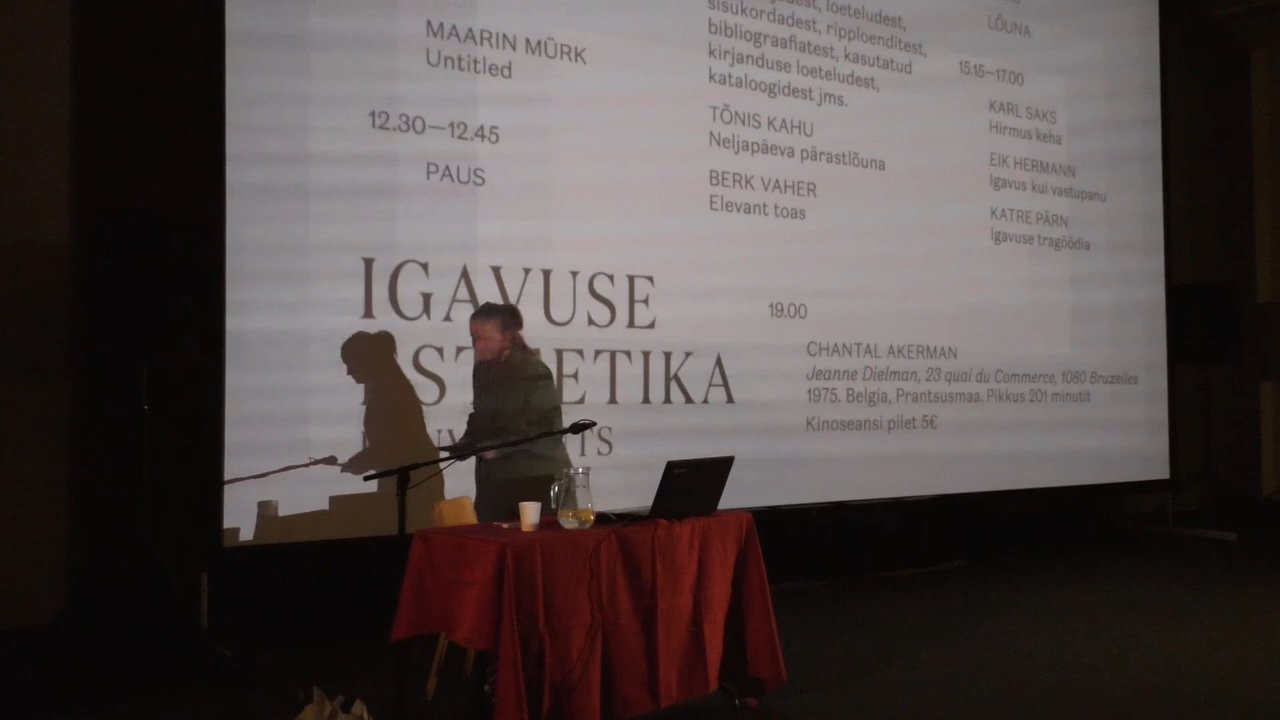 MAARIN MÜRK
Untitled
12.30—12.45
PAUS
loeteludest,
sisukordadest, ripploenditest,
bibliograafiatest, kasutatud
kirjanduse loeteludest,
kataloogidest jms.
TÕNIS KAHU
Neljapäeva pärastlõuna
BERK VAHER
Elevant toas
LÕUNA
15.15—17.00
KARL SAKS
Hirmus keha
EIK HERMANN
Igavus kui vastupanu
KATRE PÄRN
Igavuse tragöödia
IGAVUSE
19.00
CHANTAL AKERMAN
Jeanne Dielman, 23 quai du Commerce, 1080 Bruxelles
1975. Belgia, Prantsusmaa. Pikkus 201 minutit
Kinoseansi pilet 5€